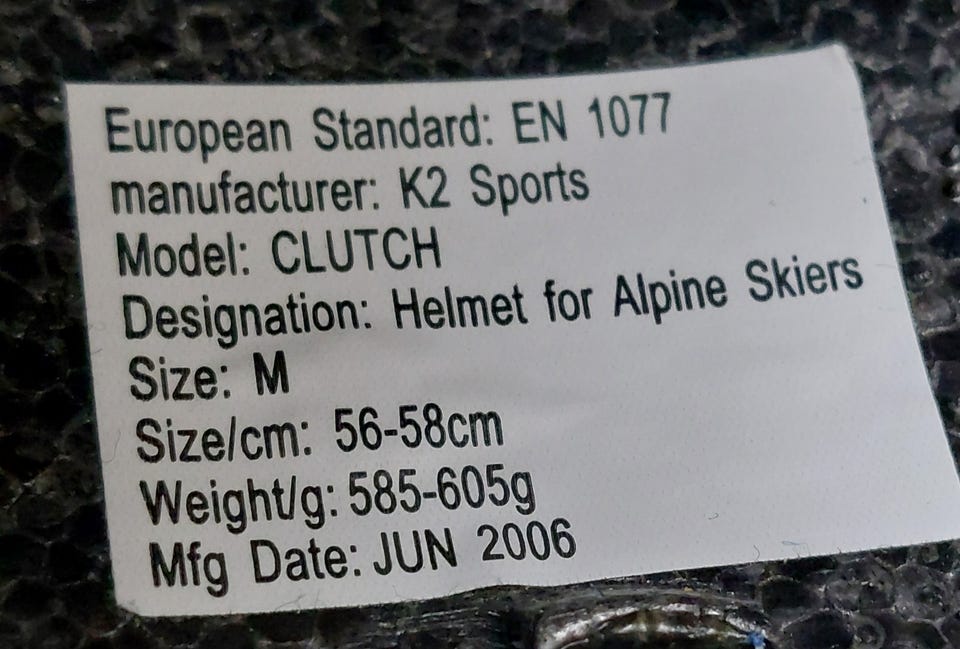 European Standard: EN 1077
manufacturer: K2 Sports
Model: CLUTCH
Designation: Helmet for Alpine Skiers
Size: M
Size/cm: 56-58cm
Weight/g: 585-605g
Mfg Date: JUN 2006